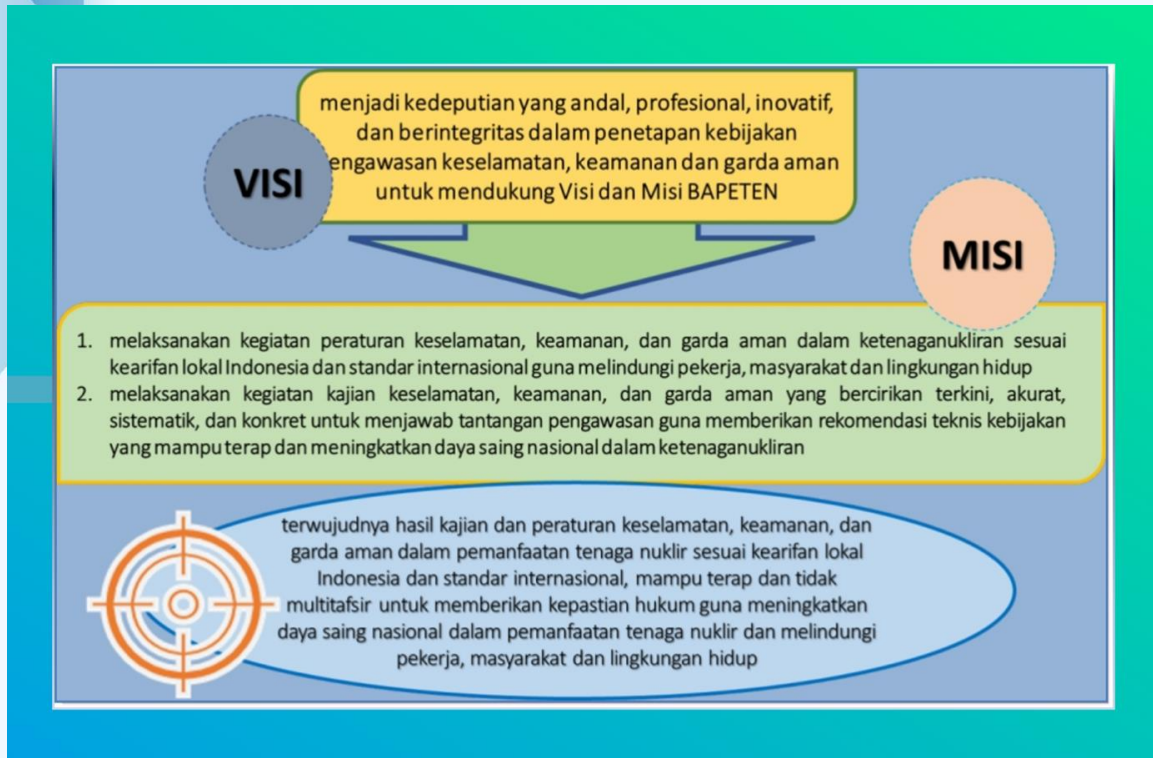 menjadi kedeputian yang andal, profesional, inovatif,
dan berintegritas dalam penetapan kebijakan
engawasan keselamatan, keamanan dan garda aman
untuk mendukung Visi dan Misi BAPETEN
VISI
MISI
1. melaksanakan kegiatan peraturan keselamatan, keamanan, dan garda aman dalam ketenaganukliran sesuai
kearifan lokal Indonesia dan standar internasional guna melindungi pekerja, masyarakat dan lingkungan hidup
2. melaksanakan kegiatan kajian keselamatan, keamanan, dan garda aman yang bercirikan terkini, akurat,
sistematik, dan konkret untuk menjawab tantangan pengawasan guna memberikan rekomendasi teknis kebijakan
yang mampu terap dan meningkatkan daya saing nasional dalam ketenaganukliran
terwujudnya hasil kajian dan peraturan keselamatan, keamanan, dan
garda aman dalam pemanfaatan tenaga nuklir sesuai kearifan lokal
Indonesia dan standar internasional, mampu terap dan tidak
multitafsir untuk memberikan kepastian hukum guna meningkatkan
daya saing nasional dalam pemanfaatan tenaga nuklir dan melindungi
pekerja, masyarakat dan lingkungan hidup